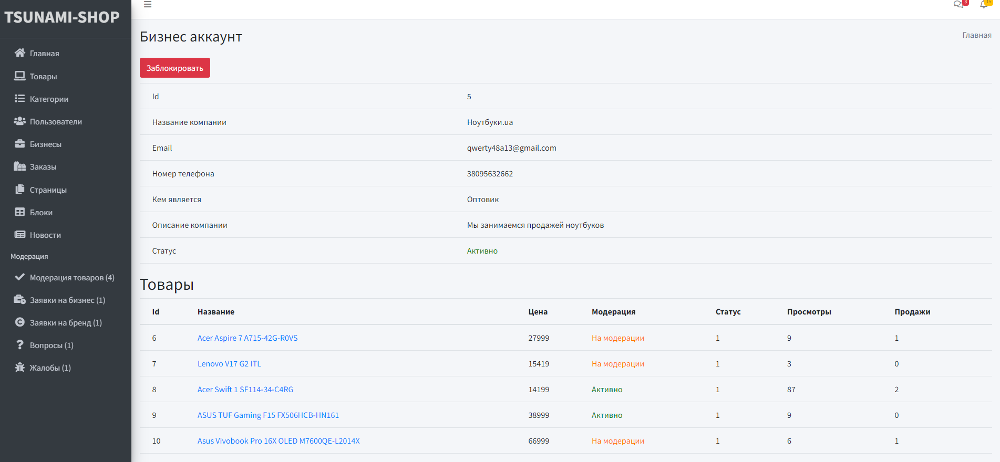 TSUNAMI-SHOP
3
15
Главная
Товары
Категории
Пользователи
Бизнесы
Заказы
Страницы
Блоки
Новости
Модерация
Модерация товаров (4)
Заявки на бизнес (1)
Заявки на бренд (1)
Вопросы (1)
Жалобы (1)
Бизнес аккаунт
Главная
Заблокировать
Id 5
Название компании Ноутбуки.ua
Email qwerty48a13@gmail.com
Номер телефона 38095632662
Кем является Оптовик
Описание компании Мы занимаемся продажей ноутбуков
Статус Активно
Товары
Id Название Цена Модерация Статус Просмотры Продажи
6 Acer Aspire 7 A715-42G-R0VS 27999 На модерации 1 9 1
7 Lenovo V17 G2 ITL 15419 На модерации 1 3 0
8 Acer Swift 1 SF114-34-C4RG 14199 Активно 1 87 2
9 ASUS TUF Gaming F15 FX506HCB-HN161 38999 Активно 1 9 0
10 Asus Vivobook Pro 16X OLED M7600QE-L2014X 66999 На модерации 1 6 1